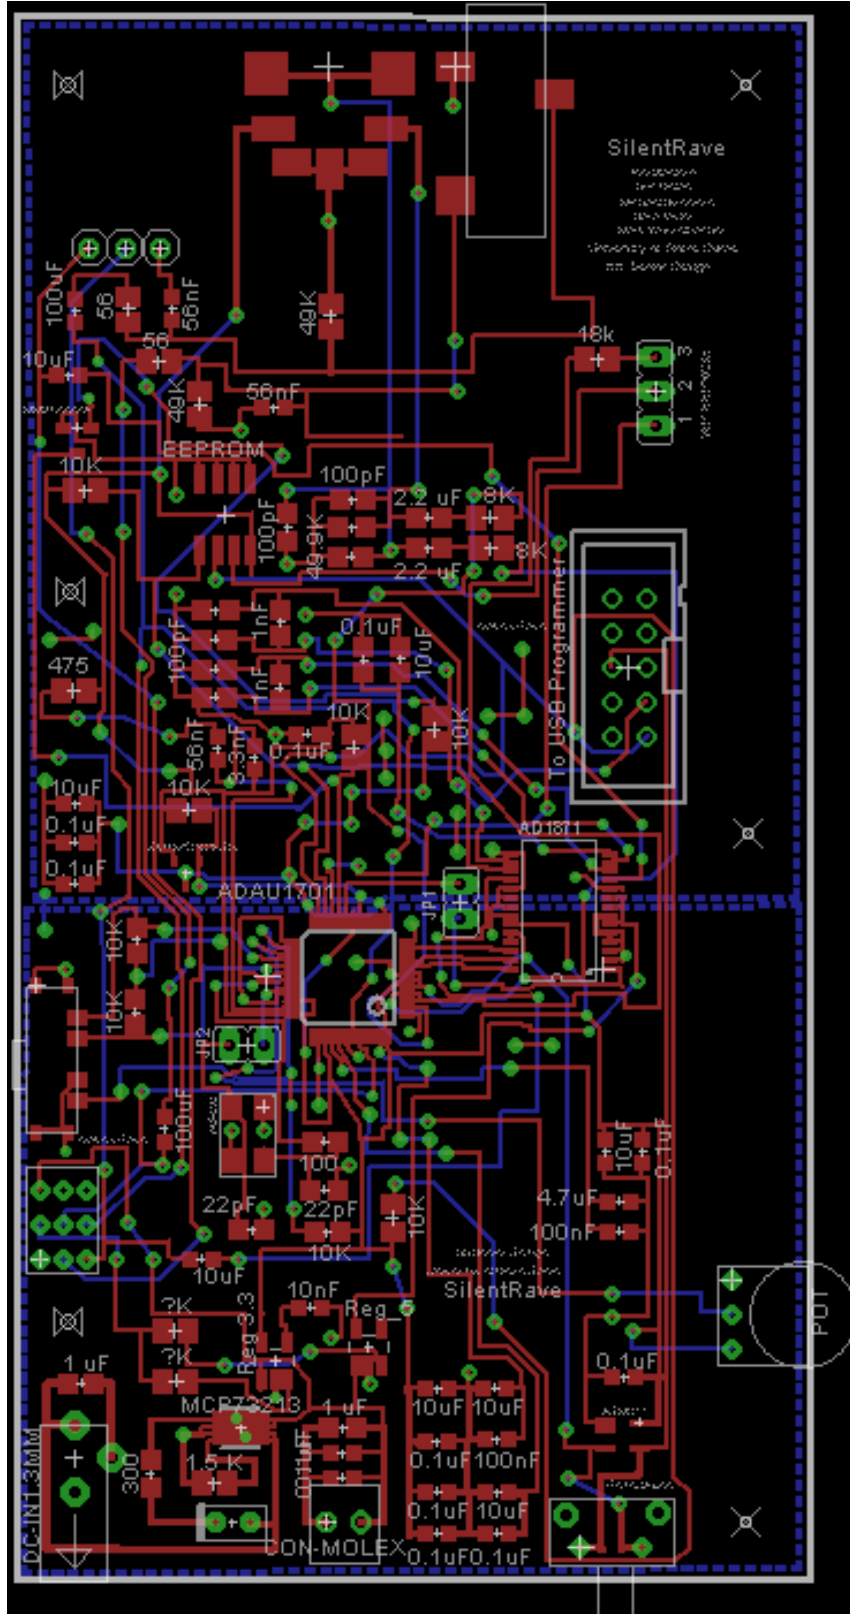 SilentRave
100uF
56
56nF
49K
18k
3
2
1
56
10uF
49K
56nF
EEPROM
10K
100pF
100pF
49.9K
2.2 uF
8K
2.2 uF
8K
To USB Programmer
1nF
100pF
0.1uF
10uF
475
1nF
10K
10K
56nF
3.3nF
0.1uF
10uF
10K
0.1uF
0.1uF
AD1871
ADAU1701
JP1
10K
10K
JP2
100uF
100
10uF
0.1uF
22pF
22pF
10K
4.7uF
10K
100nF
10uF
SilentRave
10nF
Reg_5
Reg 3.3
POT
?K
?K
1 uF
0.1uF
MCP73213
1 uF
10uF
10uF
DC-IN1.3MM
300
1.5 K
0.1uF
100nF
0.1uF
10uF
CON-MOLEX
0.1uF
0.1uF